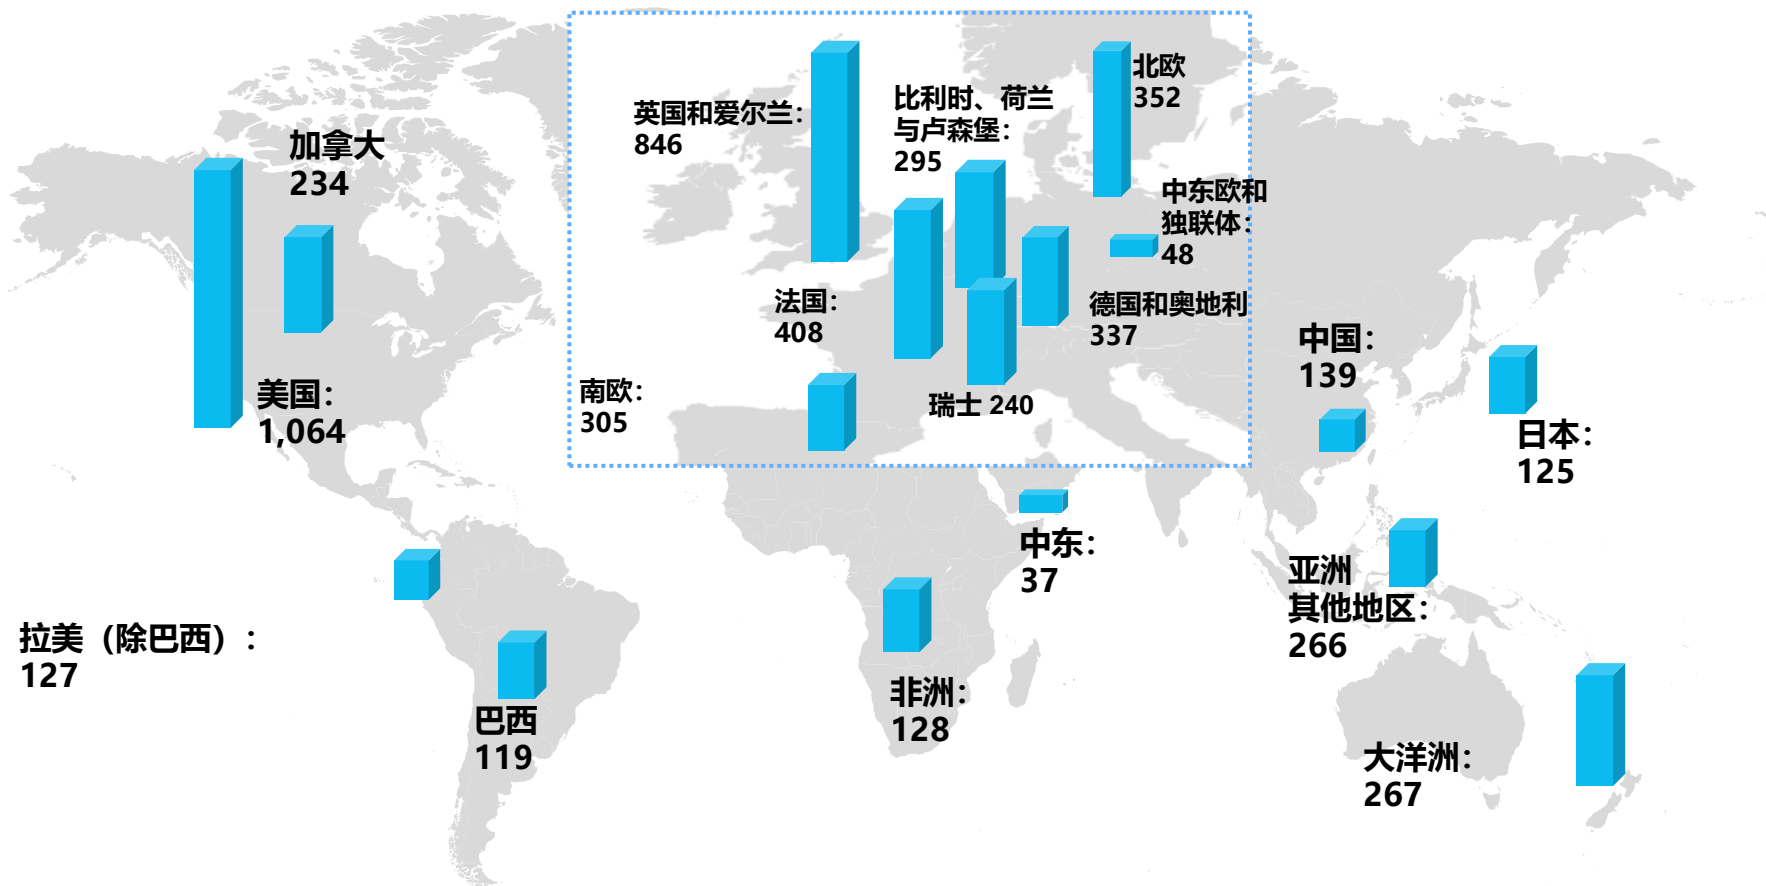 加拿大
234
美国：
1,064
英国和爱尔兰：
846
比利时、荷兰
与卢森堡：
295
北欧
352
中东欧和
独联体：
48
法国：
408
德国和奥地利
337
南欧：
305
瑞士 240
中国：
139
日本：
125
中东：
37
亚洲
其他地区：
266
拉美（除巴西）：
127
巴西
119
非洲：
128
大洋洲：
267